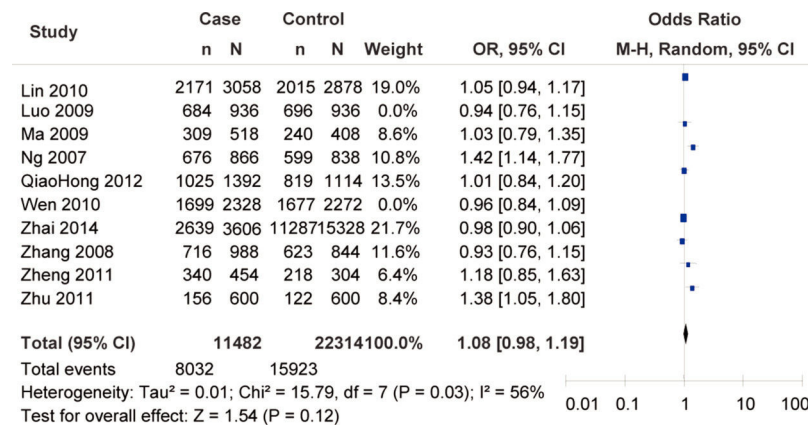 Case Control Odds Ratio
Study n N n N Weight OR, 95% CI M-H, Random, 95% CI
Lin 2010 2171 3058 2015 2878 19.0% 1.05 [0.94, 1.17]
Luo 2009 684 936 696 936 0.0% 0.94 [0.76, 1.15]
Ma 2009 309 518 240 408 8.6% 1.03 [0.79, 1.35]
Ng 2007 676 866 599 838 10.8% 1.42 [1.14, 1.77]
QiaoHong 2012 1025 1392 819 1114 13.5% 1.01 [0.84, 1.20]
Wen 2010 1699 2328 1677 2272 0.0% 0.96 [0.84, 1.09]
Zhai 2014 2639 3606 1128715328 21.7% 0.98 [0.90, 1.06]
Zhang 2008 716 988 623 844 11.6% 0.93 [0.76, 1.15]
Zheng 2011 340 454 218 304 6.4% 1.18 [0.85, 1.63]
Zhu 2011 156 600 122 600 8.4% 1.38 [1.05, 1.80]
Total (95% CI) 11482 22314100.0% 1.08 [0.98, 1.19]
Total events 8032 15923
Heterogeneity: Tau² = 0.01; Chi² = 15.79, df = 7 (P = 0.03); I² = 56%
Test for overall effect: Z = 1.54 (P = 0.12)
0.01 0.1 1 10 100